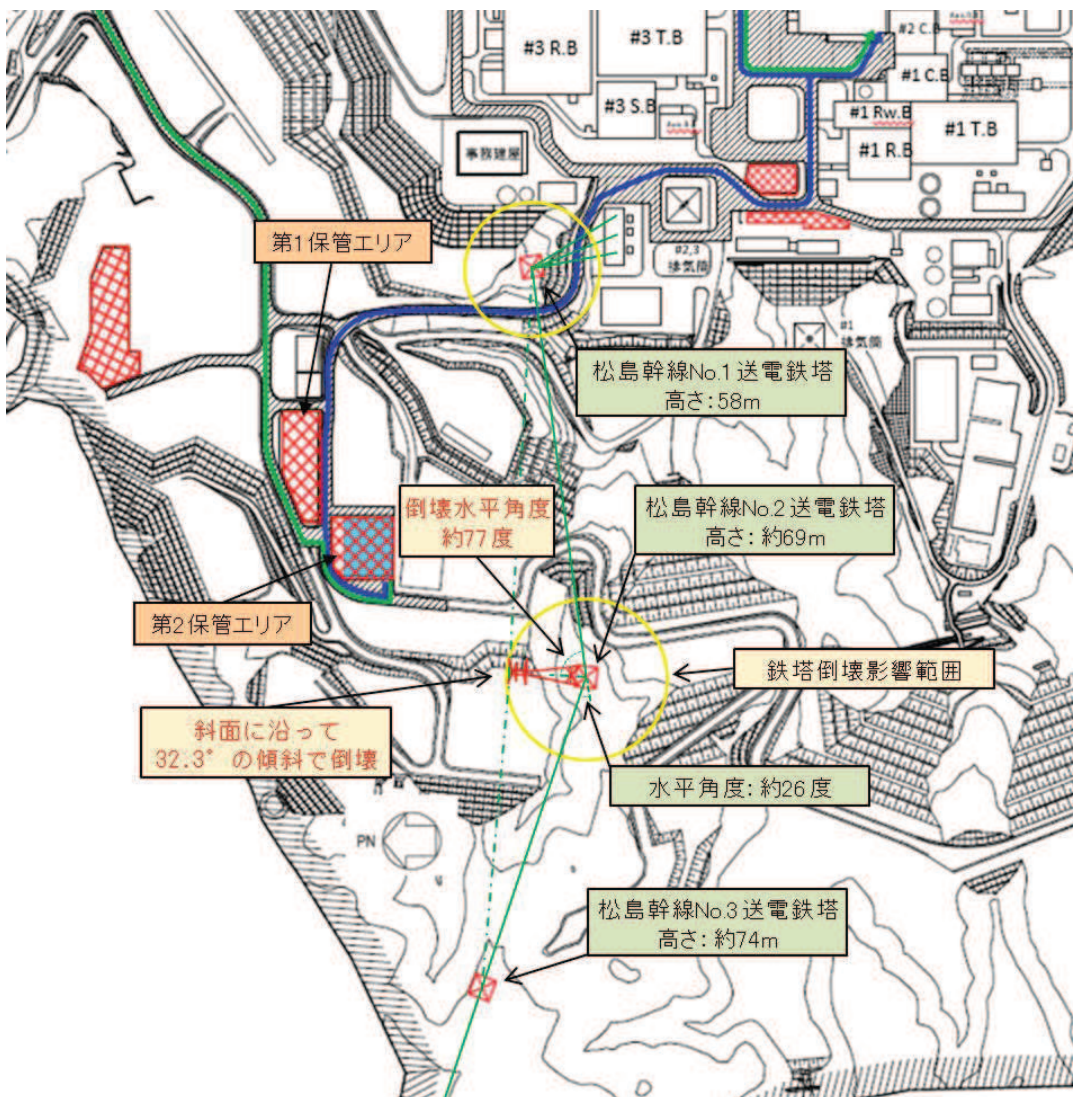 #3 R.B
#3 T.B
#2 C.B
#3 S.B
#1 C.B
#1 Rw.B
#1 T.B
#1 R.B
事務建屋
第1保管エリア
#2,3
排気筒
#1
排気筒
松島幹線No.1送電鉄塔
高さ:58m
倒壊水平角度
約77度
松島幹線No.2送電鉄塔
高さ:約69m
第2保管エリア
鉄塔倒壊影響範囲
斜面に沿って
32.3°の傾斜で倒壊
水平角度:約26度
PN
松島幹線No.3送電鉄塔
高さ:約74m